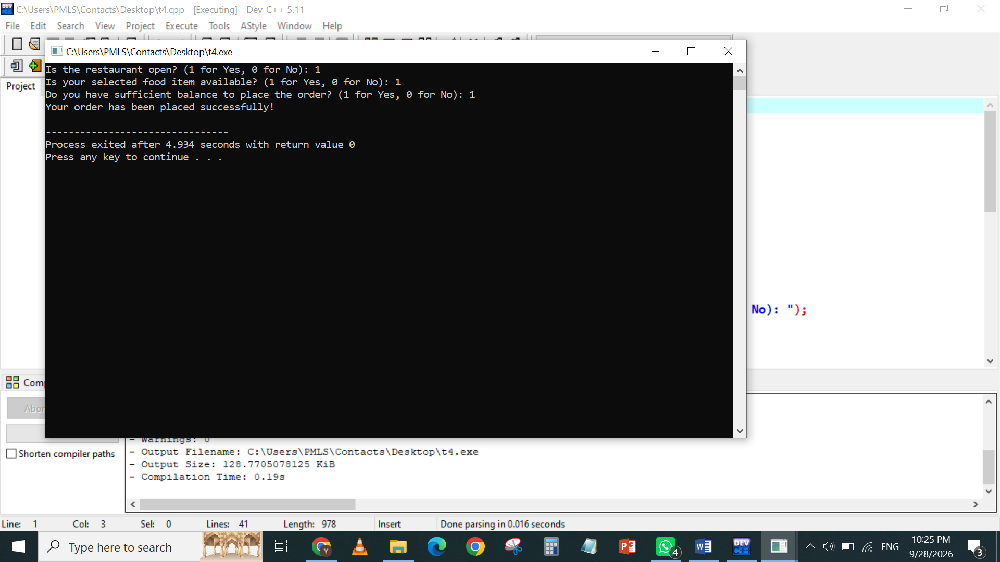 C:\Users\PMLS\Contacts\Desktop\t4.cpp - [Executing] - Dev-C++ 5.11
File Edit Search View Project Execute Tools AStyle Window Help
C:\Users\PMLS\Contacts\Desktop\t4.exe
Is the restaurant open? (1 for Yes, 0 for No): 1
Is your selected food item available? (1 for Yes, 0 for No): 1
Project
Do you have sufficient balance to place the order? (1 for Yes, 0 for No): 1
Your order has been placed successfully!
--------------------------------
Process exited after 4.934 seconds with return value 0
Press any key to continue . . .
No): ");
- Warnings: 0
Shorten compiler paths
- Output Filename: C:\Users\PMLS\Contacts\Desktop\t4.exe
- Output Size: 128.7705078125 KiB
- Compilation Time: 0.19s
Line: 1 Col: 3 Sel: 0 Lines: 41 Length: 978 Insert Done parsing in 0.016 seconds
Type here to search
Y
4
DEV
ENG
10:25 PM
9/28/2026
3